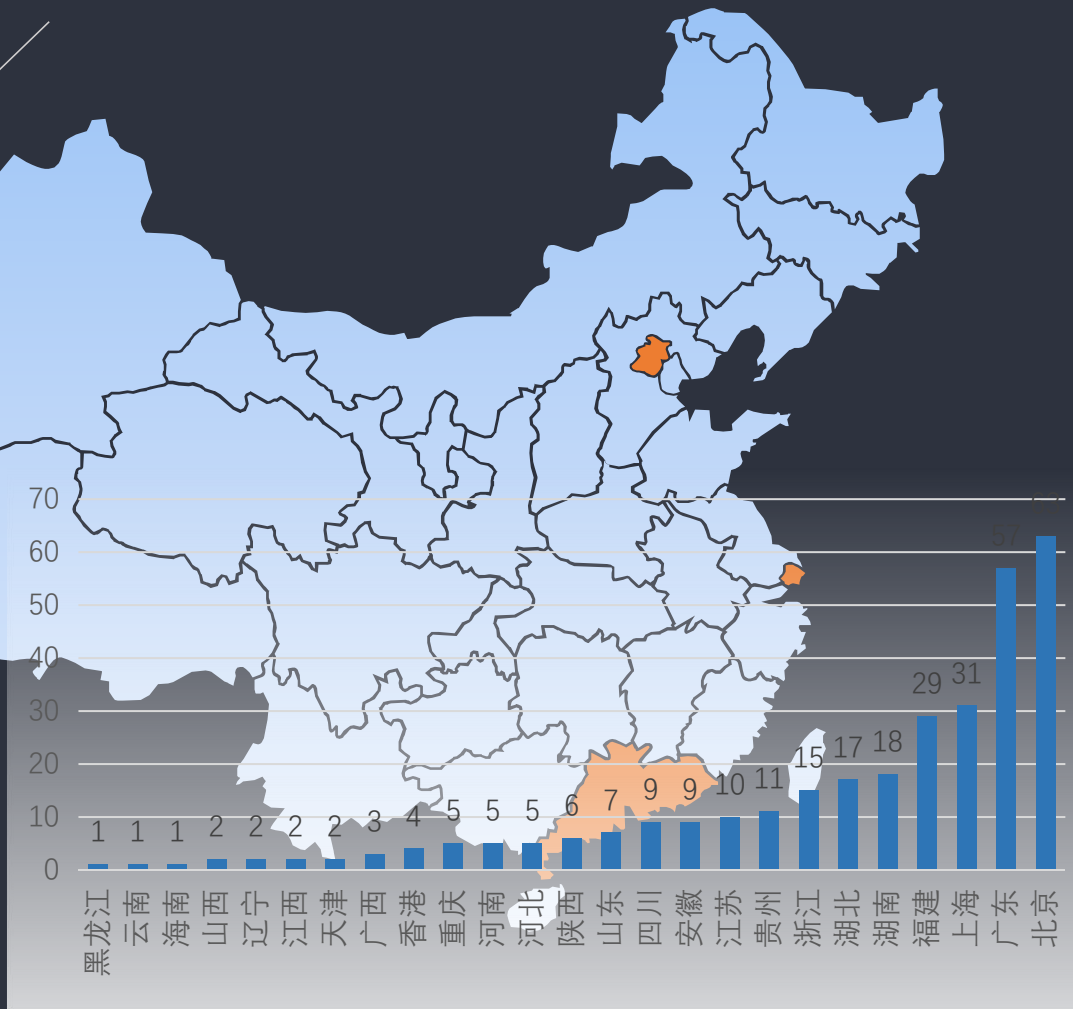 70
60
50
40
30
20
10
0
1
1
1
2
2
2
2
3
4
5
5
5
6
7
9
9
10
11
15
17
18
29
31
57
黑龙江
云南
海南
山西
辽宁
江西
天津
广西
香港
重庆
河南
河北
陕西
山东
四川
安徽
江苏
贵州
浙江
湖北
湖南
福建
上海
广东
北京